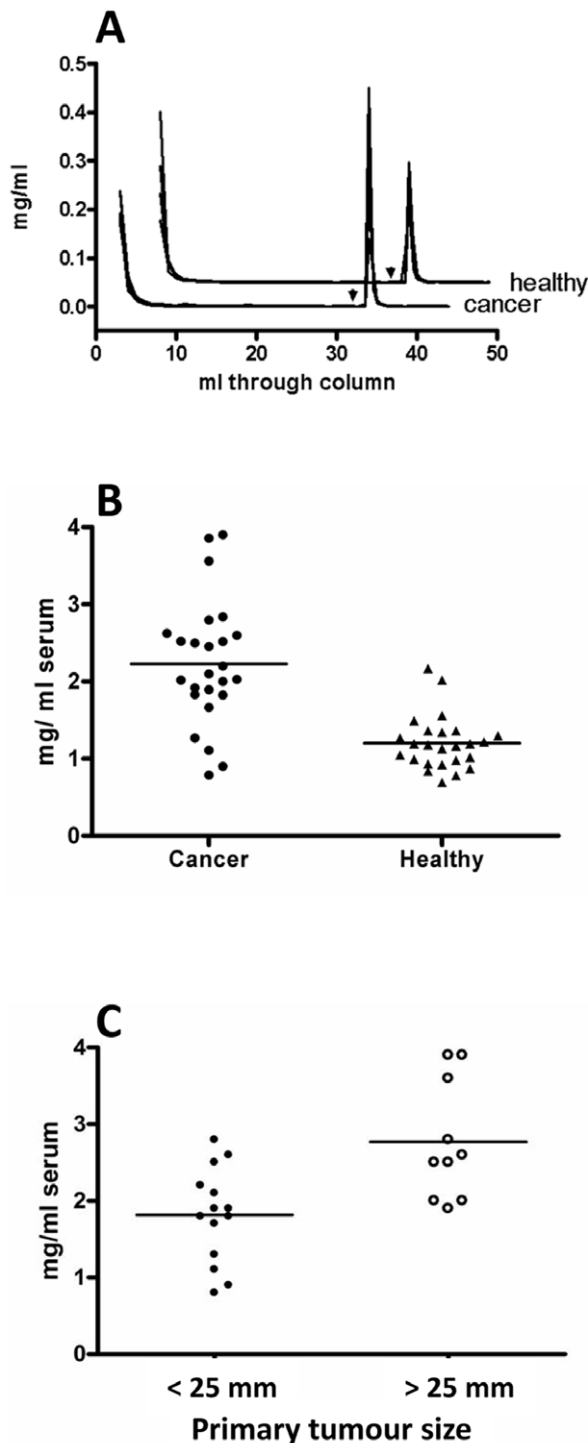 A
0.5
0.4
0.3
0.2
0.1
0.0
mg/ml
healthy
cancer
0 10 20 30 40 50
ml through column
B
4
3
2
1
0
mg/ ml serum
Cancer Healthy
C
4
3
2
1
0
mg/ml serum
< 25 mm > 25 mm
Primary tumour size